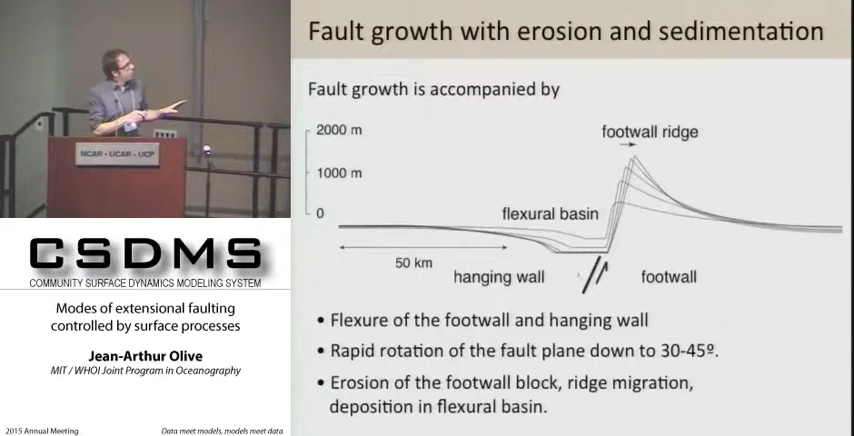 NCAR - UCAR - UCP
CSDMS
COMMUNITY SURFACE DYNAMICS MODELING SYSTEM
Modes of extensional faulting
controlled by surface processes
Jean-Arthur Olive
MIT / WHOI Joint Program in Oceanography
2015 Annual Meeting
Data meet models, models meet data
Fault growth with erosion and sedimentation
Fault growth is accompanied by
2000 m
1000 m
0
footwall ridge
flexural basin
50 km
hanging wall
footwall
• Flexure of the footwall and hanging wall
• Rapid rotation of the fault plane down to 30-45º.
• Erosion of the footwall block, ridge migration,
deposition in flexural basin.